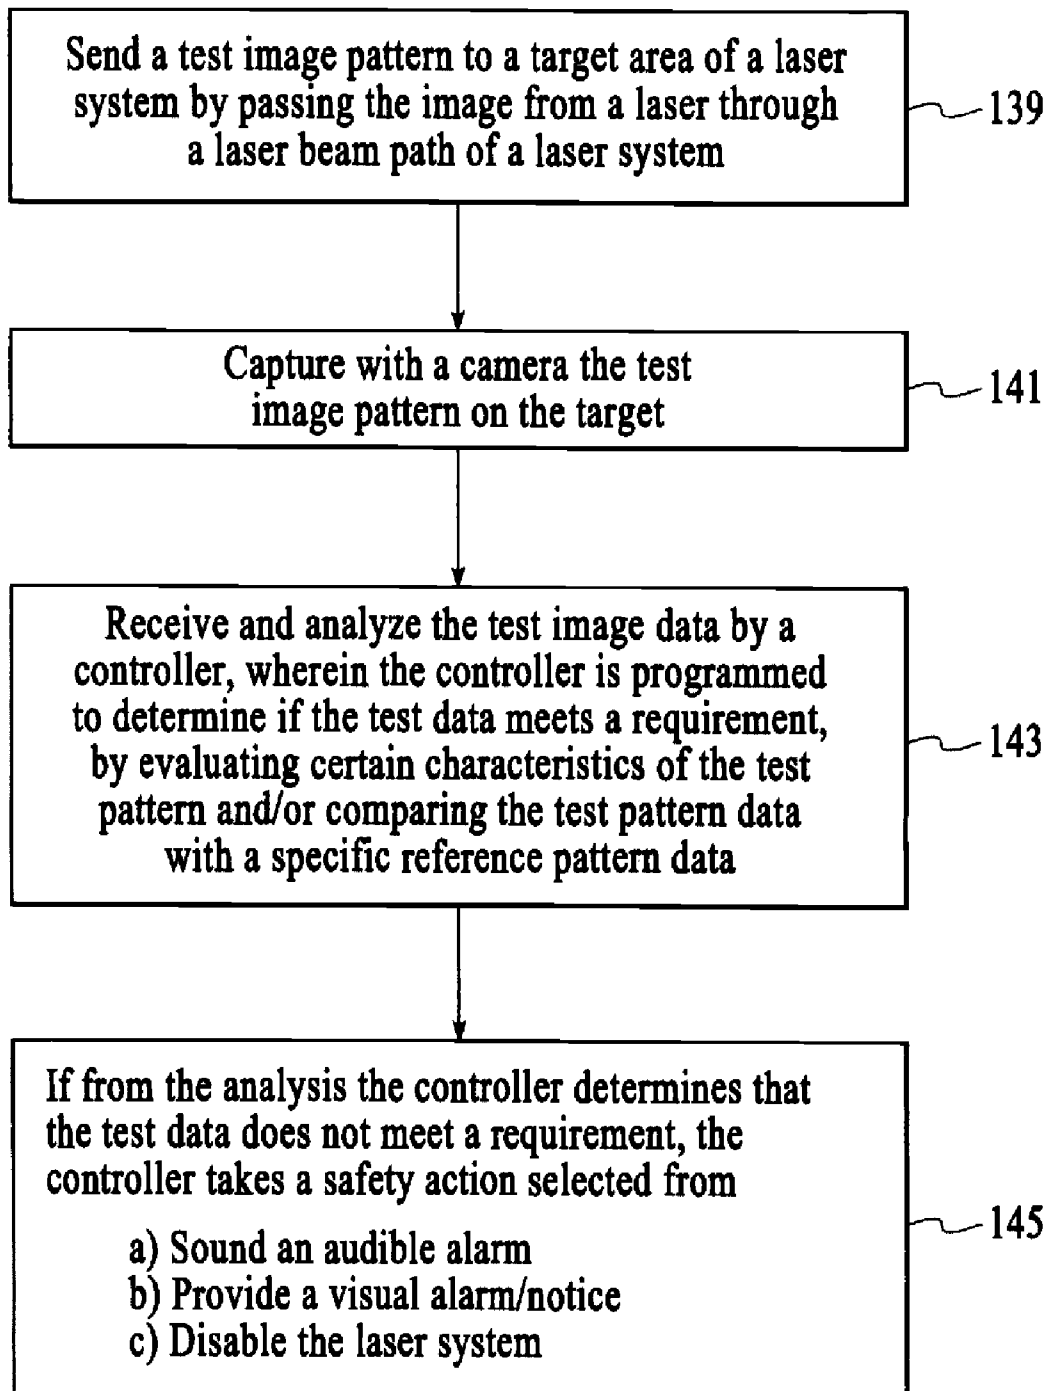 Send a test image pattern to a target area of a laser
system by passing the image from a laser through
a laser beam path of a laser system
139
Capture with a camera the test
image pattern on the target
141
Receive and analyze the test image data by a
controller, wherein the controller is programmed
to determine if the test data meets a requirement,
by evaluating certain characteristics of the test
pattern and/or comparing the test pattern data
with a specific reference pattern data
143
If from the analysis the controller determines that
the test data does not meet a requirement, the
controller takes a safety action selected from
a) Sound an audible alarm
b) Provide a visual alarm/notice
c) Disable the laser system
145